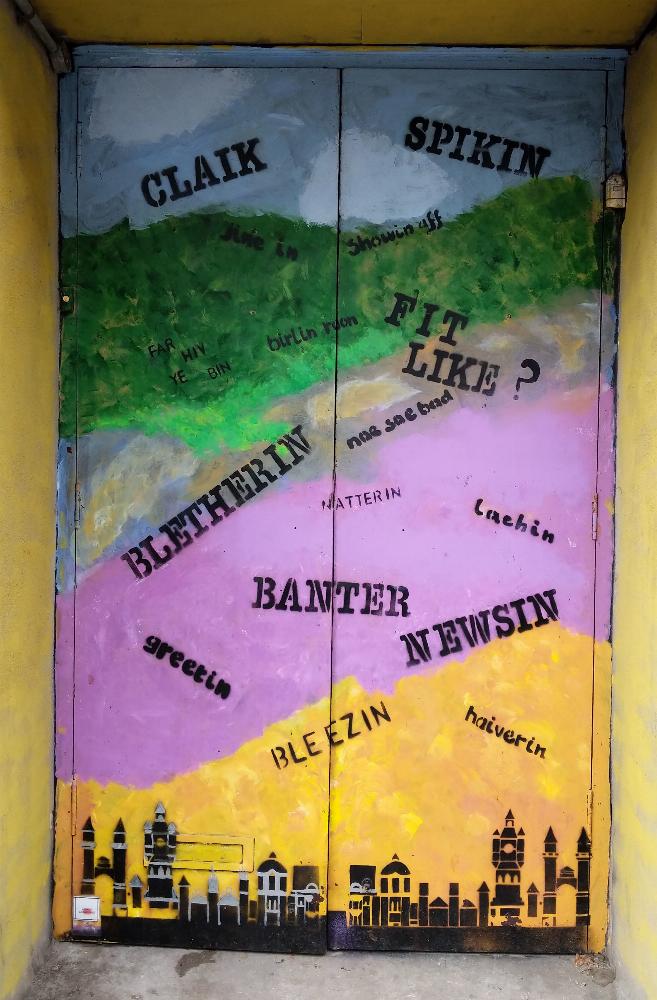 CLAIK
SPIKIN
Jine in
Showin aff
FIT
LIKE ?
birlin roon
FAR HIV
YE BIN
nae sae bad
BLETHERIN
NATTERIN
Lachin
BANTER
NEWSIN
greetin
BLEEZIN
haiverin